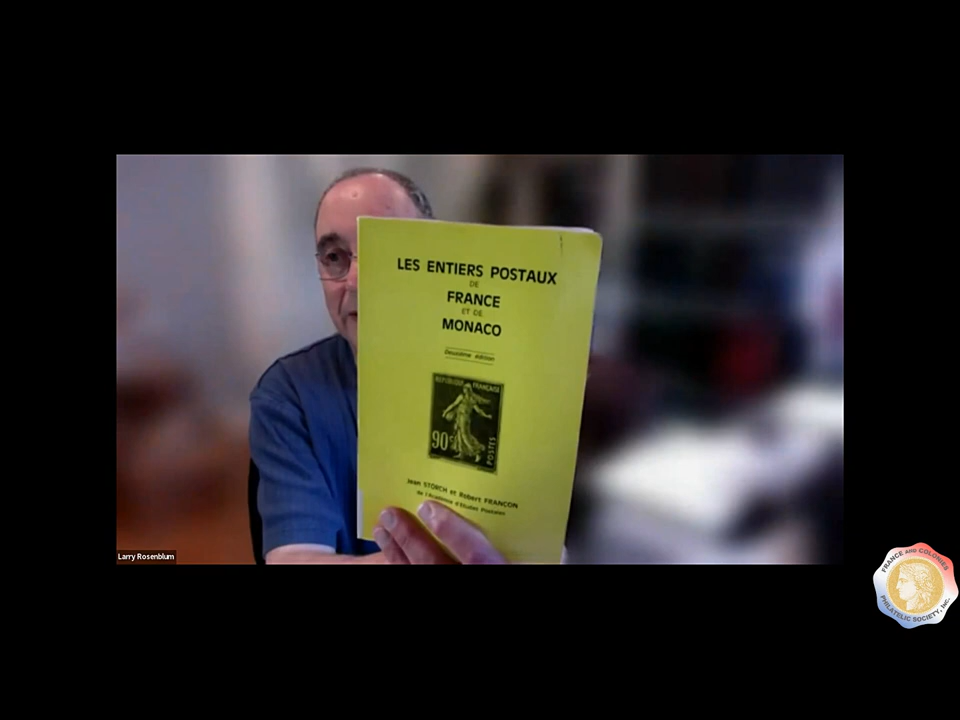 LES ENTIERS POSTAUX
DE
FRANCE
ET DE
MONACO
Deuxième édition
REPUBLIQUE FRANÇAISE
90c
POSTES
Jean STORCH et Robert FRANCON
de l'Académie d'Etudes Postales
Larry Rosenblum
FRANCE AND COLONIES
PHILATELIC SOCIETY, INC.